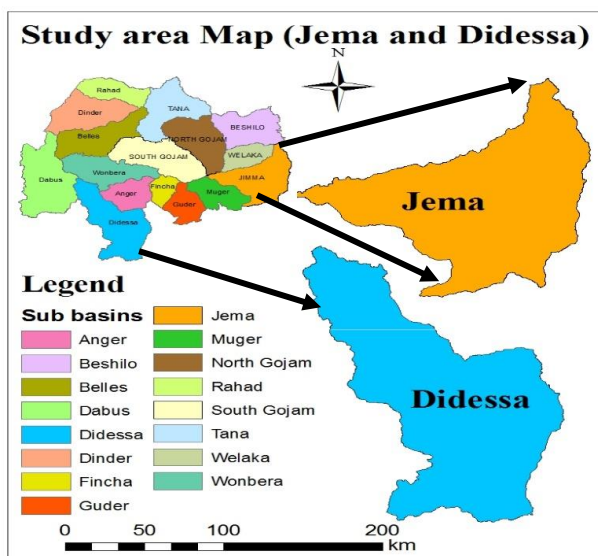 Study area Map (Jema and Didessa)
N
Rahad
Dinder
TANA
BESHILO
Belles
NORTH GOJAM
WELAKA
SOUTH GOJAM
Dabus
Wonbera
JIMMA
Fincha
Anger
Muger
Guder
Didessa
Jema
Didessa
Legend
Sub basins
Anger
Beshilo
Belles
Dabus
Didessa
Dinder
Fincha
Guder
Jema
Muger
North Gojam
Rahad
South Gojam
Tana
Welaka
Wonbera
0 50 100 200
km